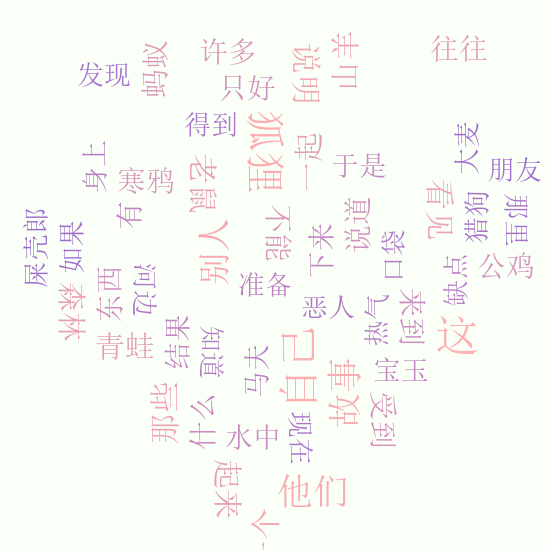 往往
许多
说明
山羊
蚂蚁
发现
只好
得到
狐狸
一起
大麦
身上
老鼠
于是
朋友
寒鸦
看见
猎狗
那里
有
不能
说道
屎壳郎
如果
别人
下来
口袋
缺点
公鸡
东西
河边
准备
森林
恶人
热气
来到
这
青蛙
结果
知道
自己
马夫
宝玉
故事
那些
什么
受到
水中
现在
起来
他们
一个